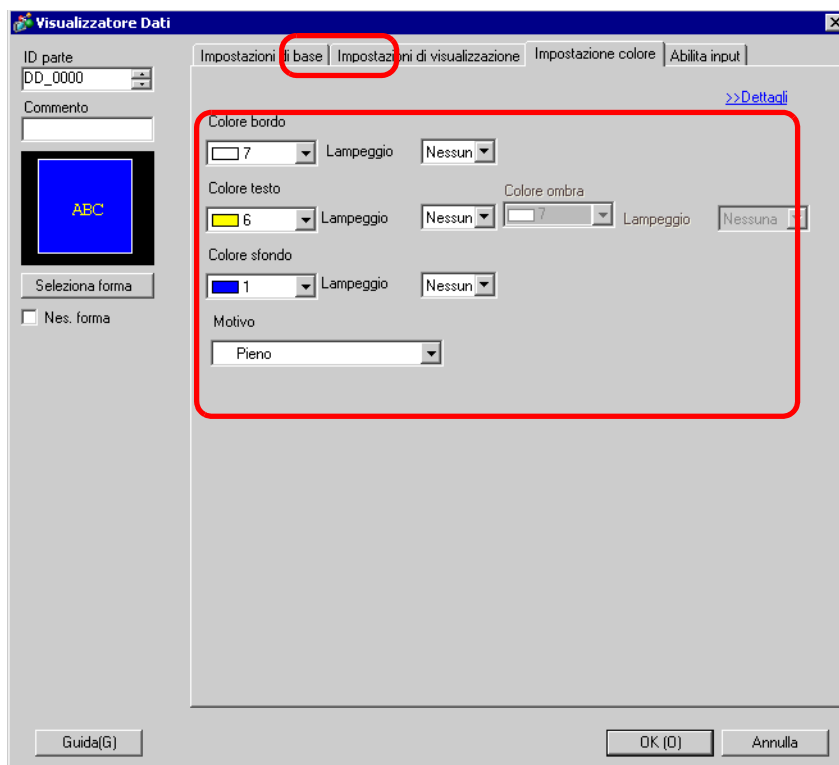 Visualizzatore Dati
ID parte
DD_0000
Commento
ABC
Seleziona forma
Nes. forma
Impostazioni di base Impostazioni di visualizzazione Impostazione colore Abilita input
>>Dettagli
Colore bordo
7 Lampeggio Nessun
Colore testo
6 Lampeggio Nessun
Colore ombra
7 Lampeggio Nessuna
Colore sfondo
1 Lampeggio Nessun
Motivo
Pieno
Guida(G)
OK (O) Annulla